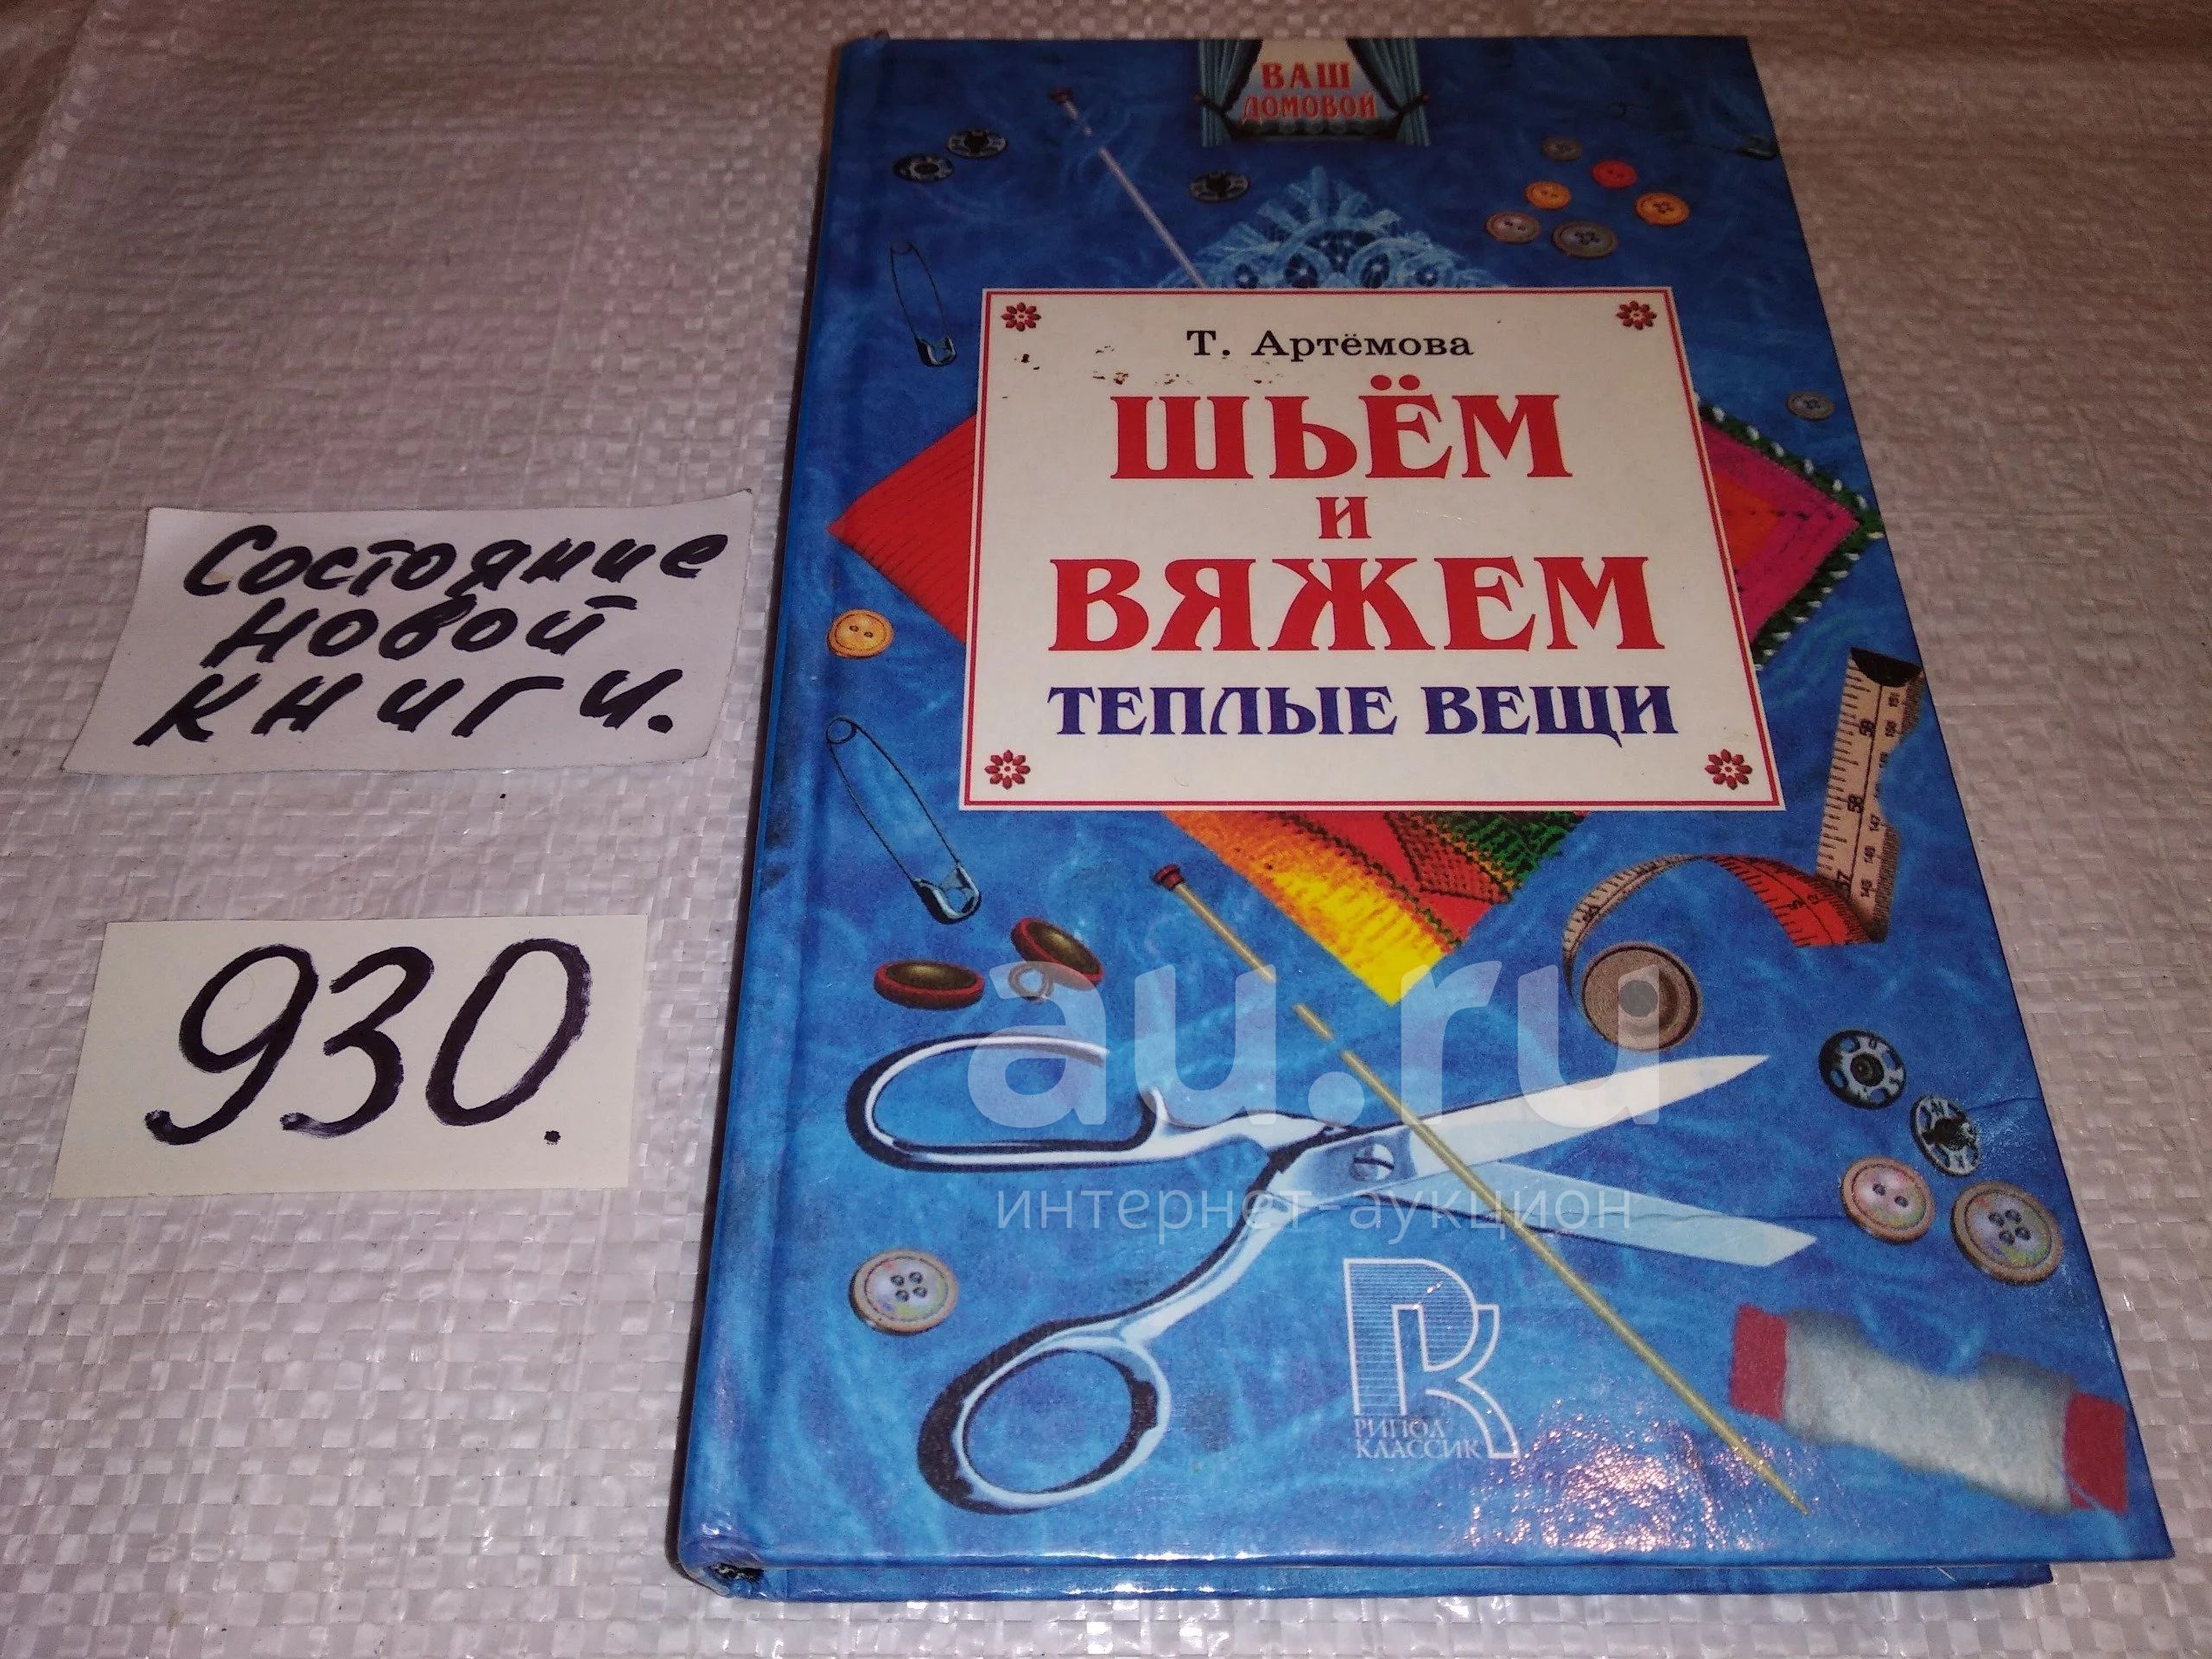 ВАШ
ДОМОВОЙ
Т. Артёмова
ШЬЁМ
И
ВЯЖЕМ
ТЕПЛЫЕ ВЕЩИ
Состояние
новой
книги.
930.
au.ru
интернет-аукцион
РИПОЛ
КЛАССИК